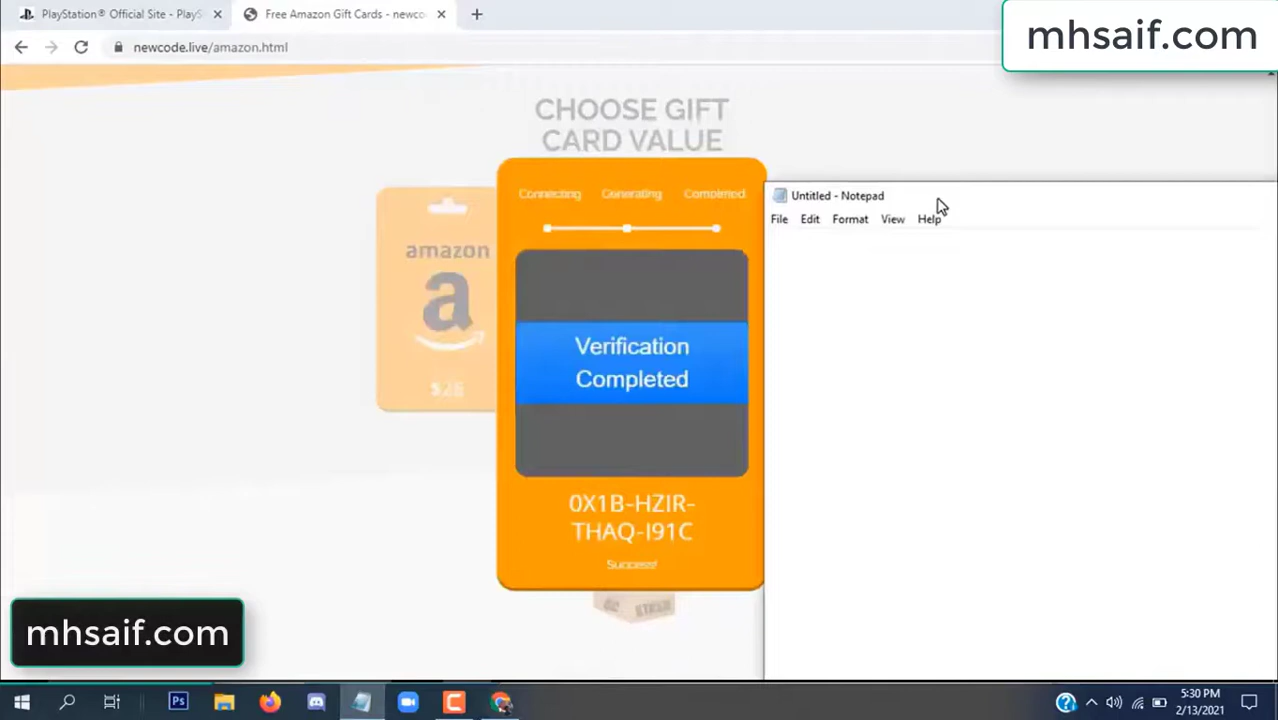 PlayStation® Official Site - PlayS
Free Amazon Gift Cards - newco
newcode.live/amazon.html
mhsaif.com
CHOOSE GIFT
CARD VALUE
Connecting
Generating
Completed
Untitled - Notepad
File Edit Format View Help
amazon
a
$25
Verification
Completed
0X1B-HZIR-
THAQ-I91C
Success!
mhsaif.com
Ps
5:30 PM
2/13/2021